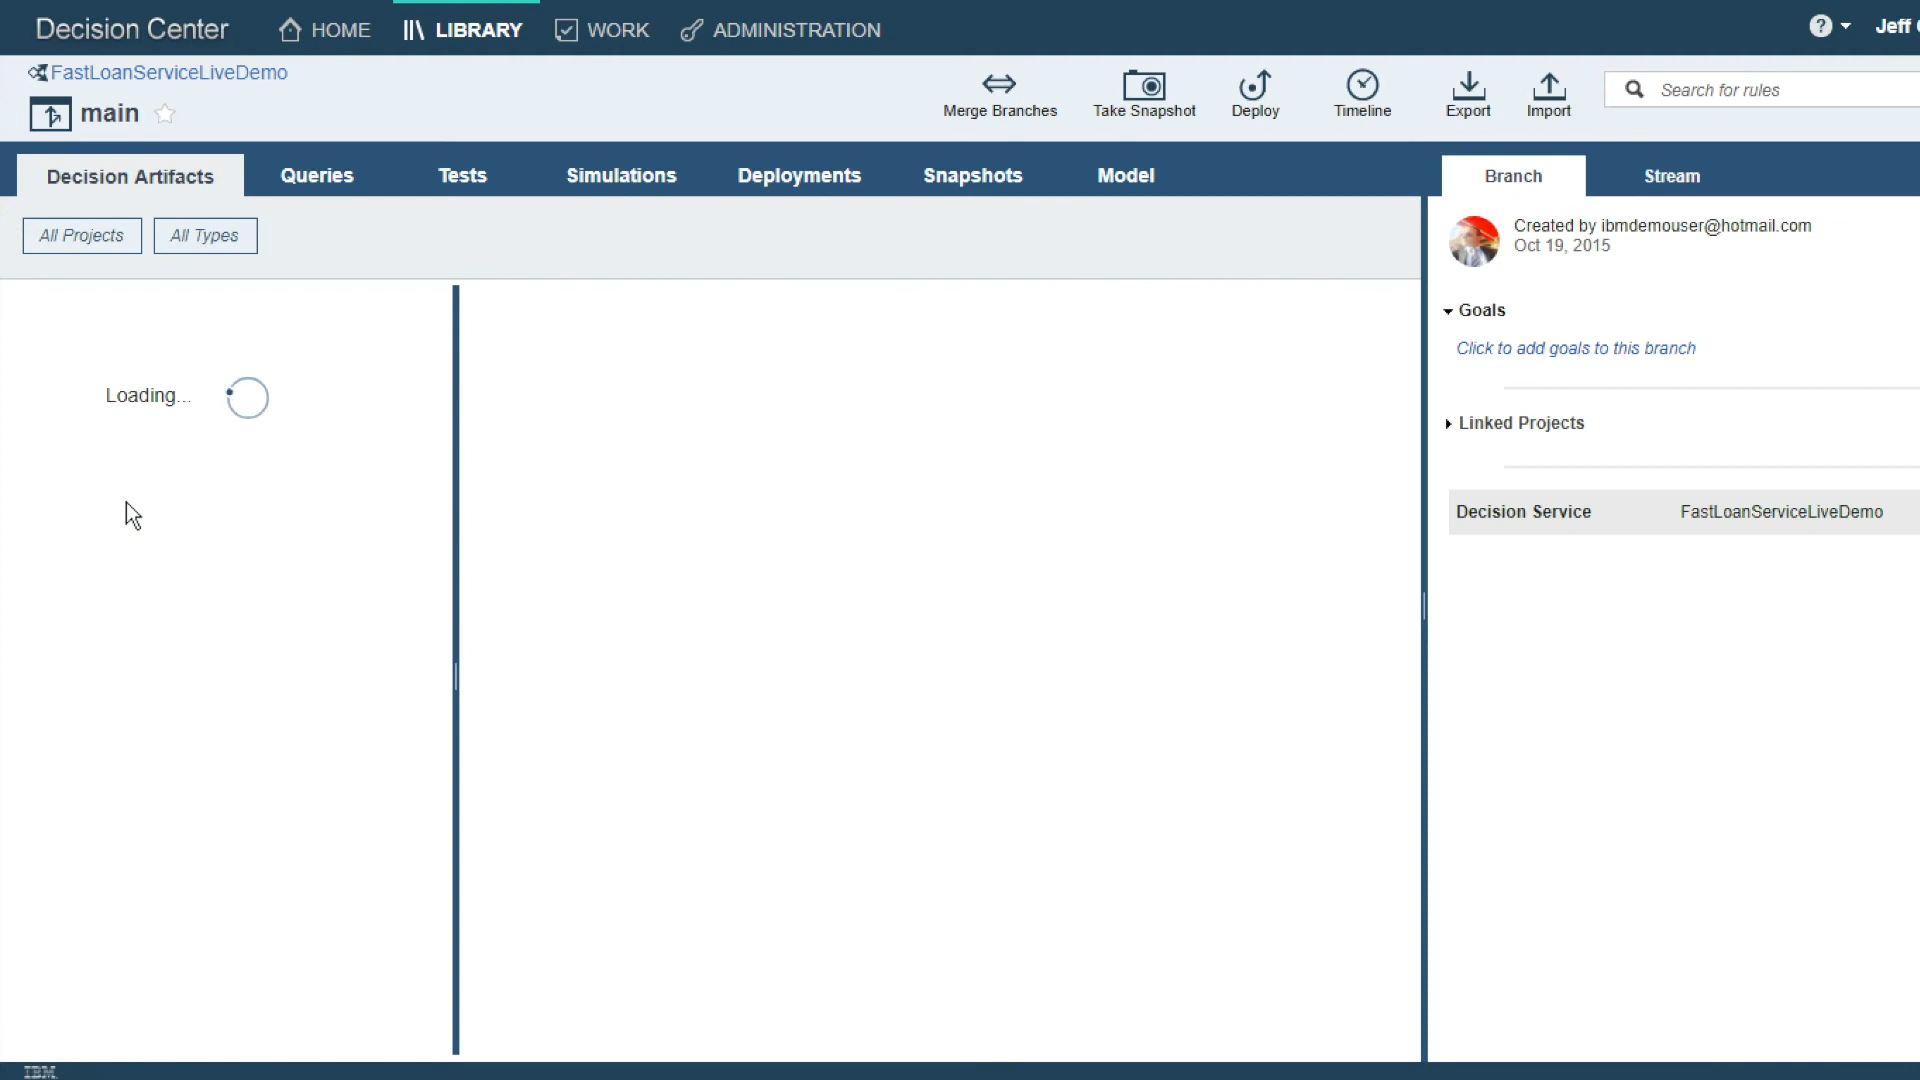 Decision Center HOME LIBRARY WORK ADMINISTRATION ? Jeff
FastLoanServiceLiveDemo
main
Merge Branches Take Snapshot Deploy Timeline Export Import Search for rules
Decision Artifacts Queries Tests Simulations Deployments Snapshots Model Branch Stream
All Projects All Types
Created by ibmdemouser@hotmail.com
Oct 19, 2015
Goals
Click to add goals to this branch
Loading...
Linked Projects
Decision Service FastLoanServiceLiveDemo
IBM